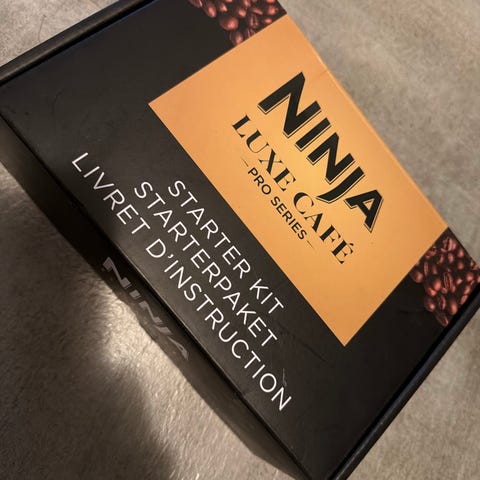 NINJA
LUXE CAFÉ
—PRO SERIES—
STARTER KIT
STARTERPAKET
LIVRET D'INSTRUCTION
NINJA